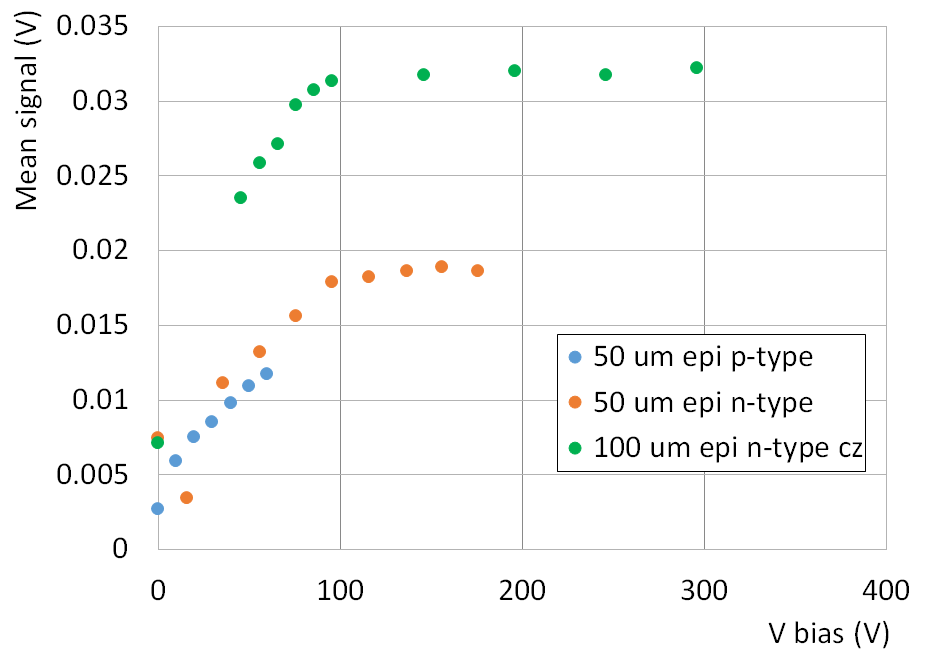 Mean signal (V)
0.035
0.03
0.025
0.02
0.015
0.01
0.005
0
0 100 200 300 400
V bias (V)
50 um epi p-type
50 um epi n-type
100 um epi n-type cz